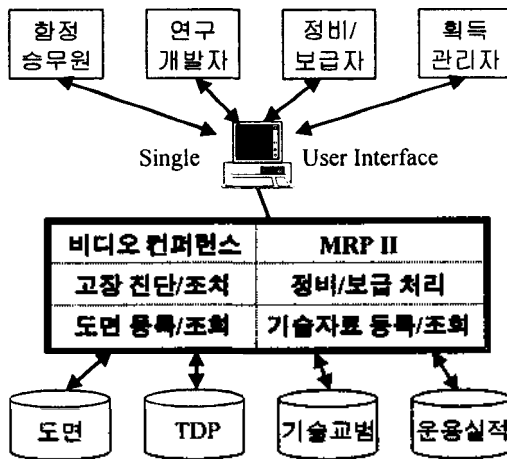 함정
승무원
연구
개발자
정비/
보급자
획득
관리자
Single User Interface
비디오 컨퍼런스 MRP II
고장 진단/조치 정비/보급 처리
도면 등록/조회 기술자료 등록/조회
도면 TDP 기술교범 운용실적